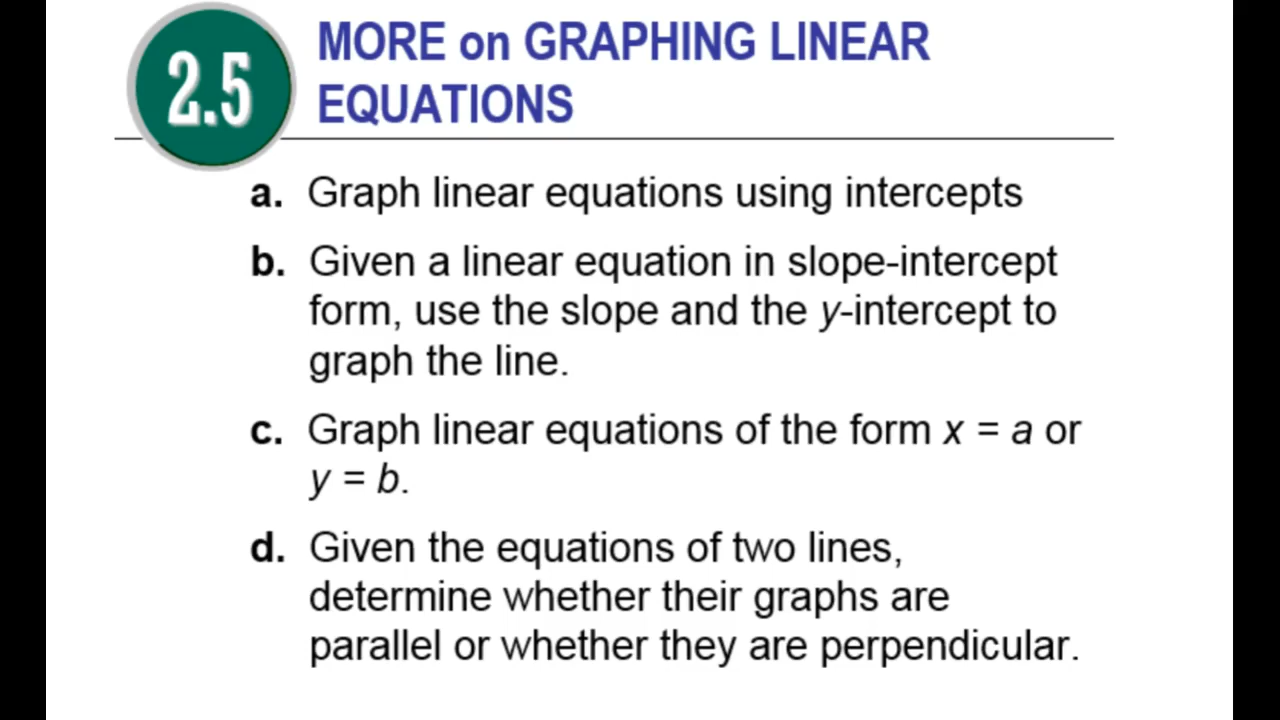 2.5
MORE on GRAPHING LINEAR
EQUATIONS
a. Graph linear equations using intercepts
b. Given a linear equation in slope-intercept
form, use the slope and the y-intercept to
graph the line.
c. Graph linear equations of the form x = a or
y = b.
d. Given the equations of two lines,
determine whether their graphs are
parallel or whether they are perpendicular.